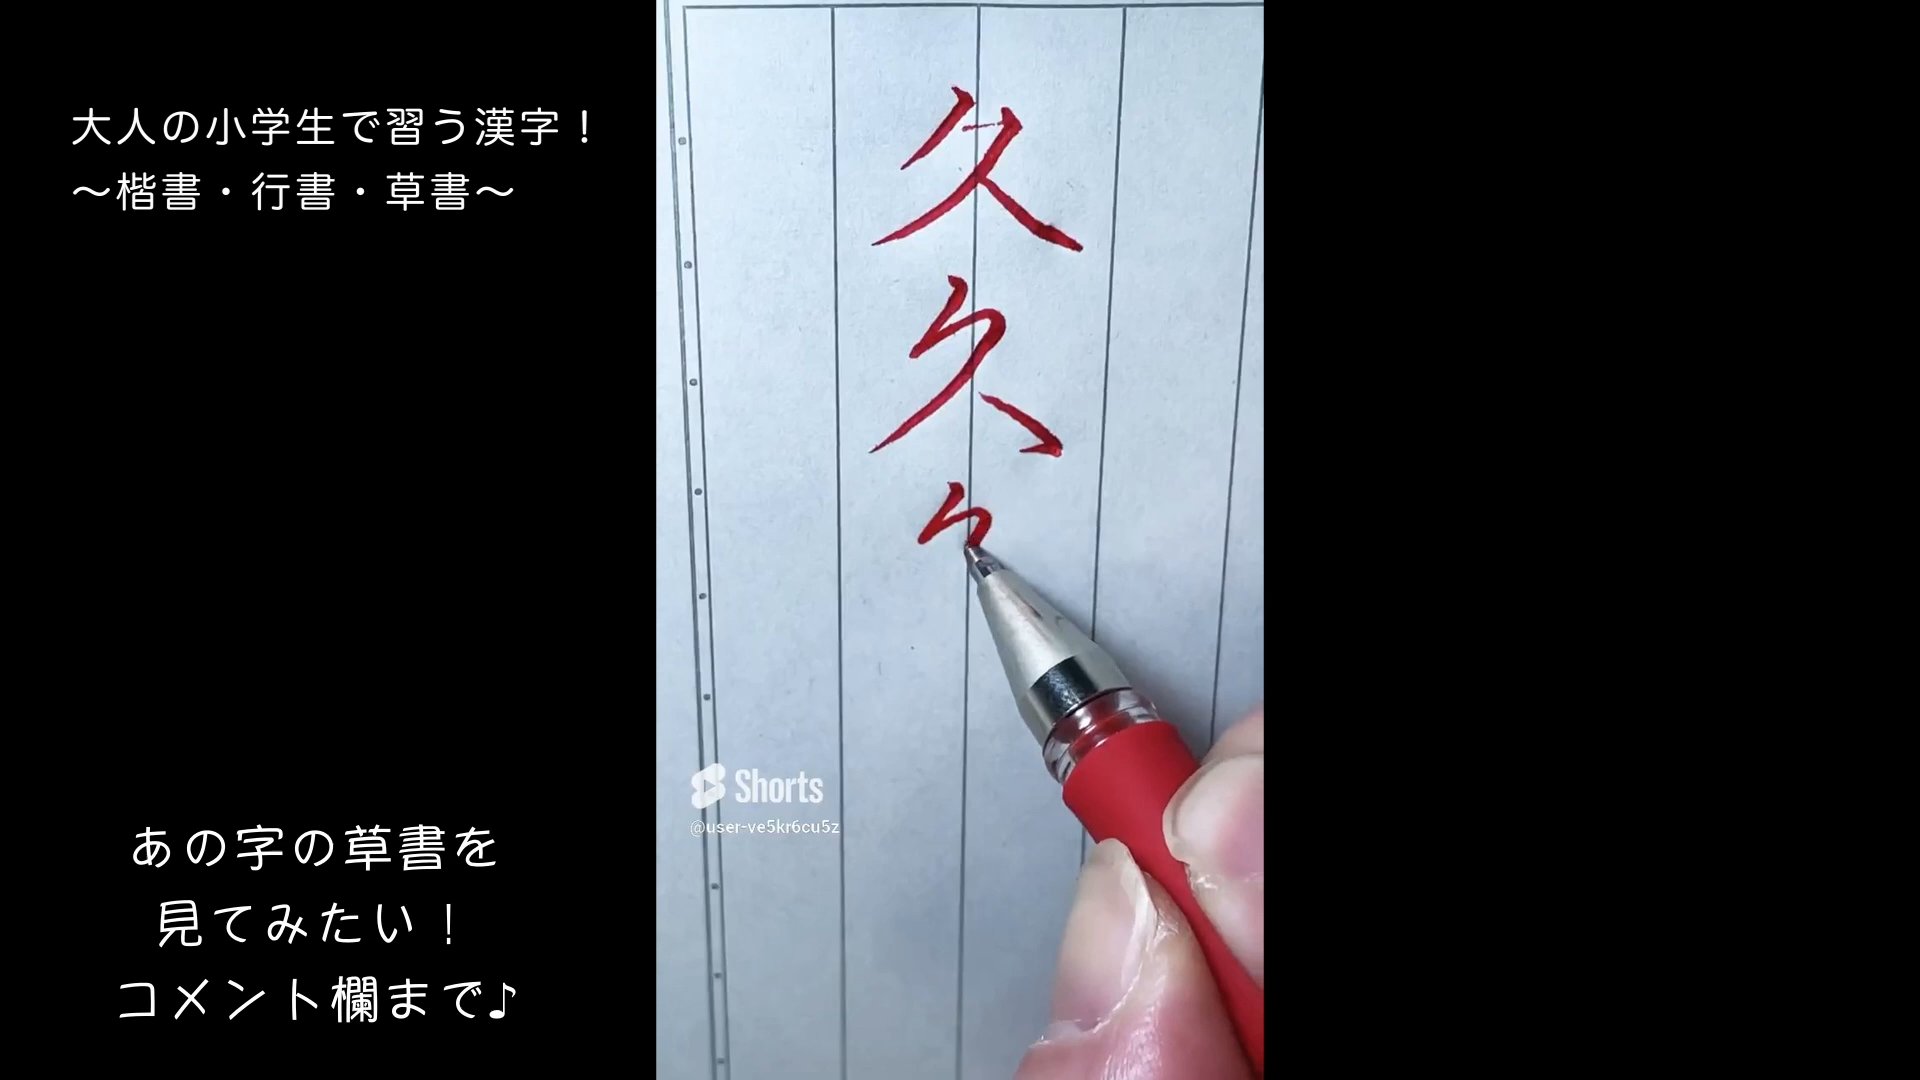 大人の小学生で習う漢字！
～楷書・行書・草書～
久
久
Shorts
@user-ve5kr6cu5z
あの字の草書を
見てみたい！
コメント欄まで♪